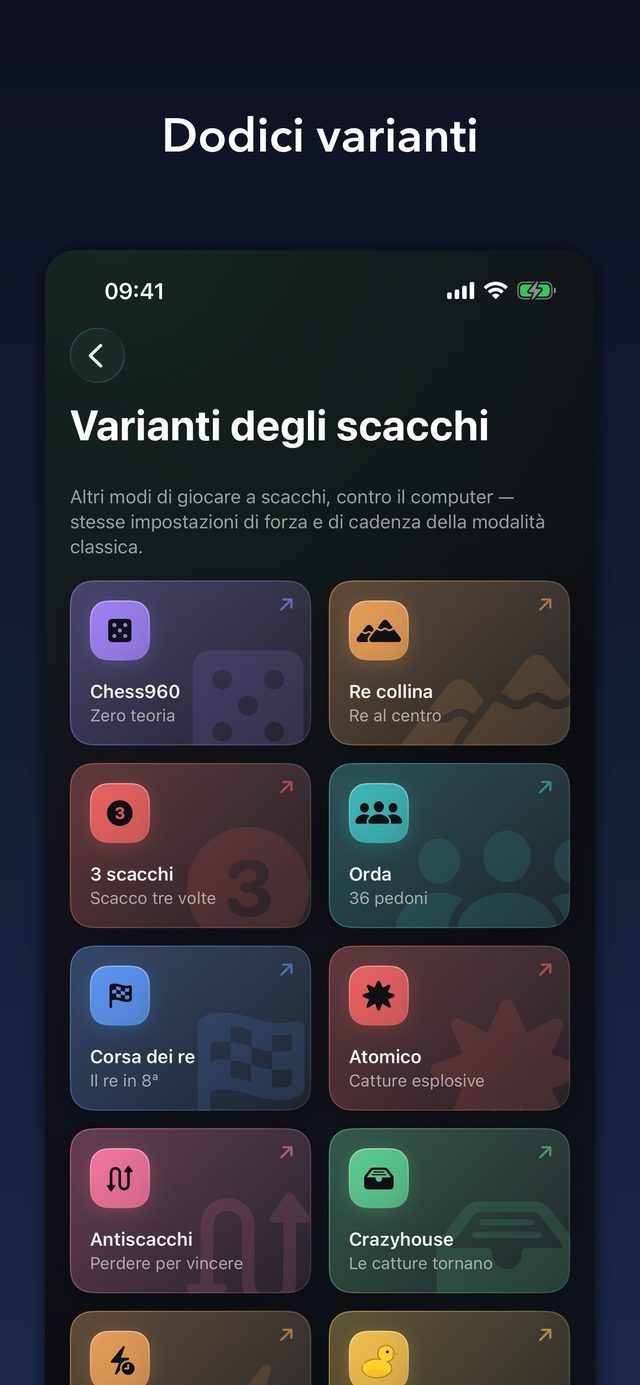 Dodici varianti
09:41
Varianti degli scacchi
Altri modi di giocare a scacchi, contro il computer —
stesse impostazioni di forza e di cadenza della modalità
classica.
Chess960
Zero teoria
Re collina
Re al centro
3
3
3 scacchi
Scacco tre volte
Orda
36 pedoni
Corsa dei re
Il re in 8ª
Atomico
Catture esplosive
Antiscacchi
Perdere per vincere
Crazyhouse
Le catture tornano